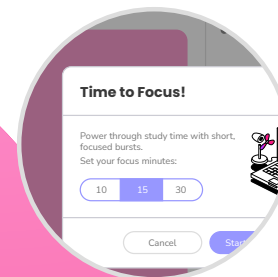 Time to Focus!
Power through study time with short,
focused bursts.
Set your focus minutes:
10 15 30
Cancel